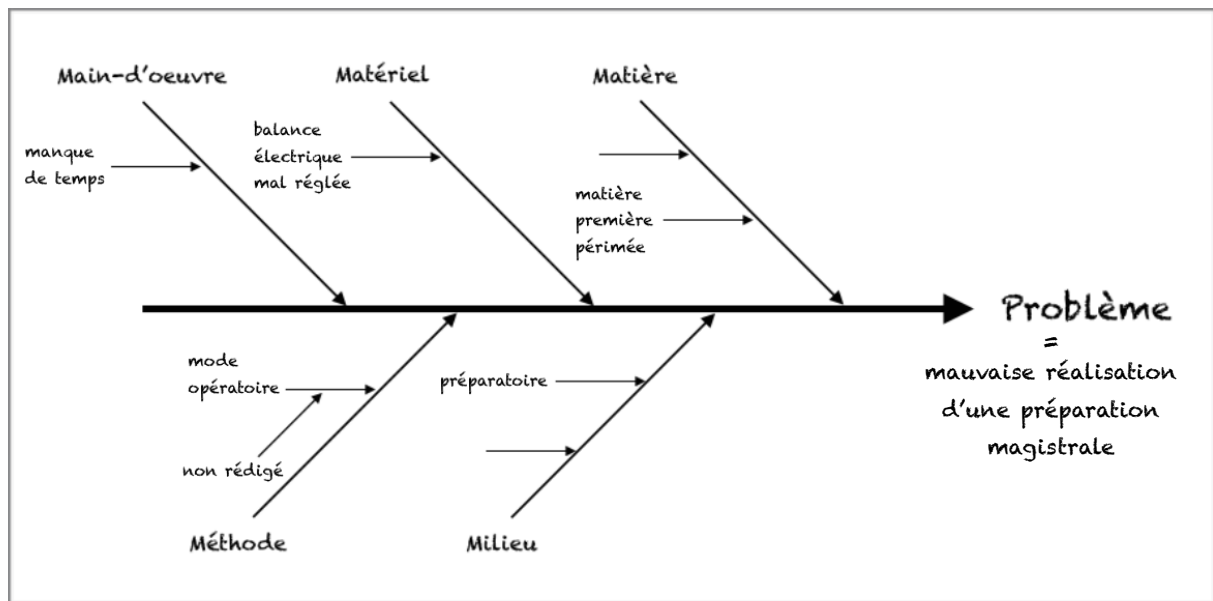 Main-d'oeuvre
Matériel
Matière
manque
de temps
balance
électrique
mal réglée
matière
première
périmée
Problème
=
mauvaise réalisation
d'une préparation
magistrale
mode
opératoire
non rédigé
préparatoire
Méthode
Milieu